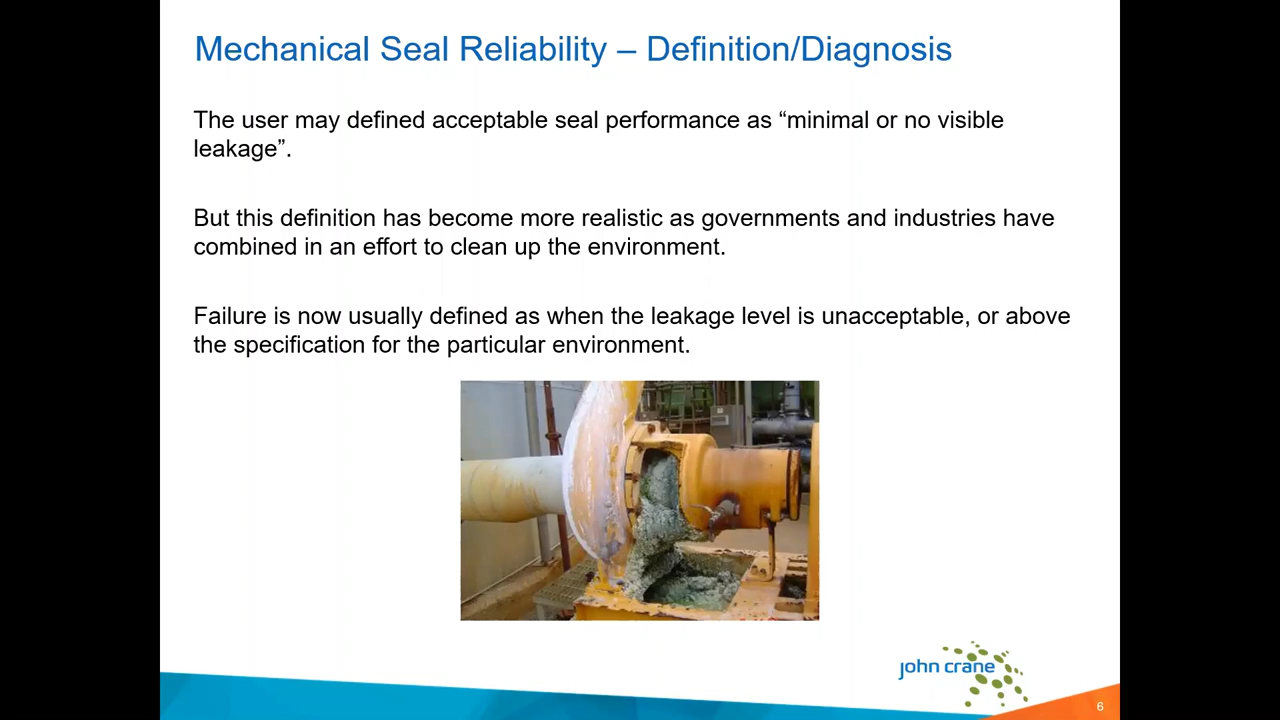 Mechanical Seal Reliability – Definition/Diagnosis
The user may defined acceptable seal performance as “minimal or no visible
leakage”.
But this definition has become more realistic as governments and industries have
combined in an effort to clean up the environment.
Failure is now usually defined as when the leakage level is unacceptable, or above
the specification for the particular environment.
john crane
6